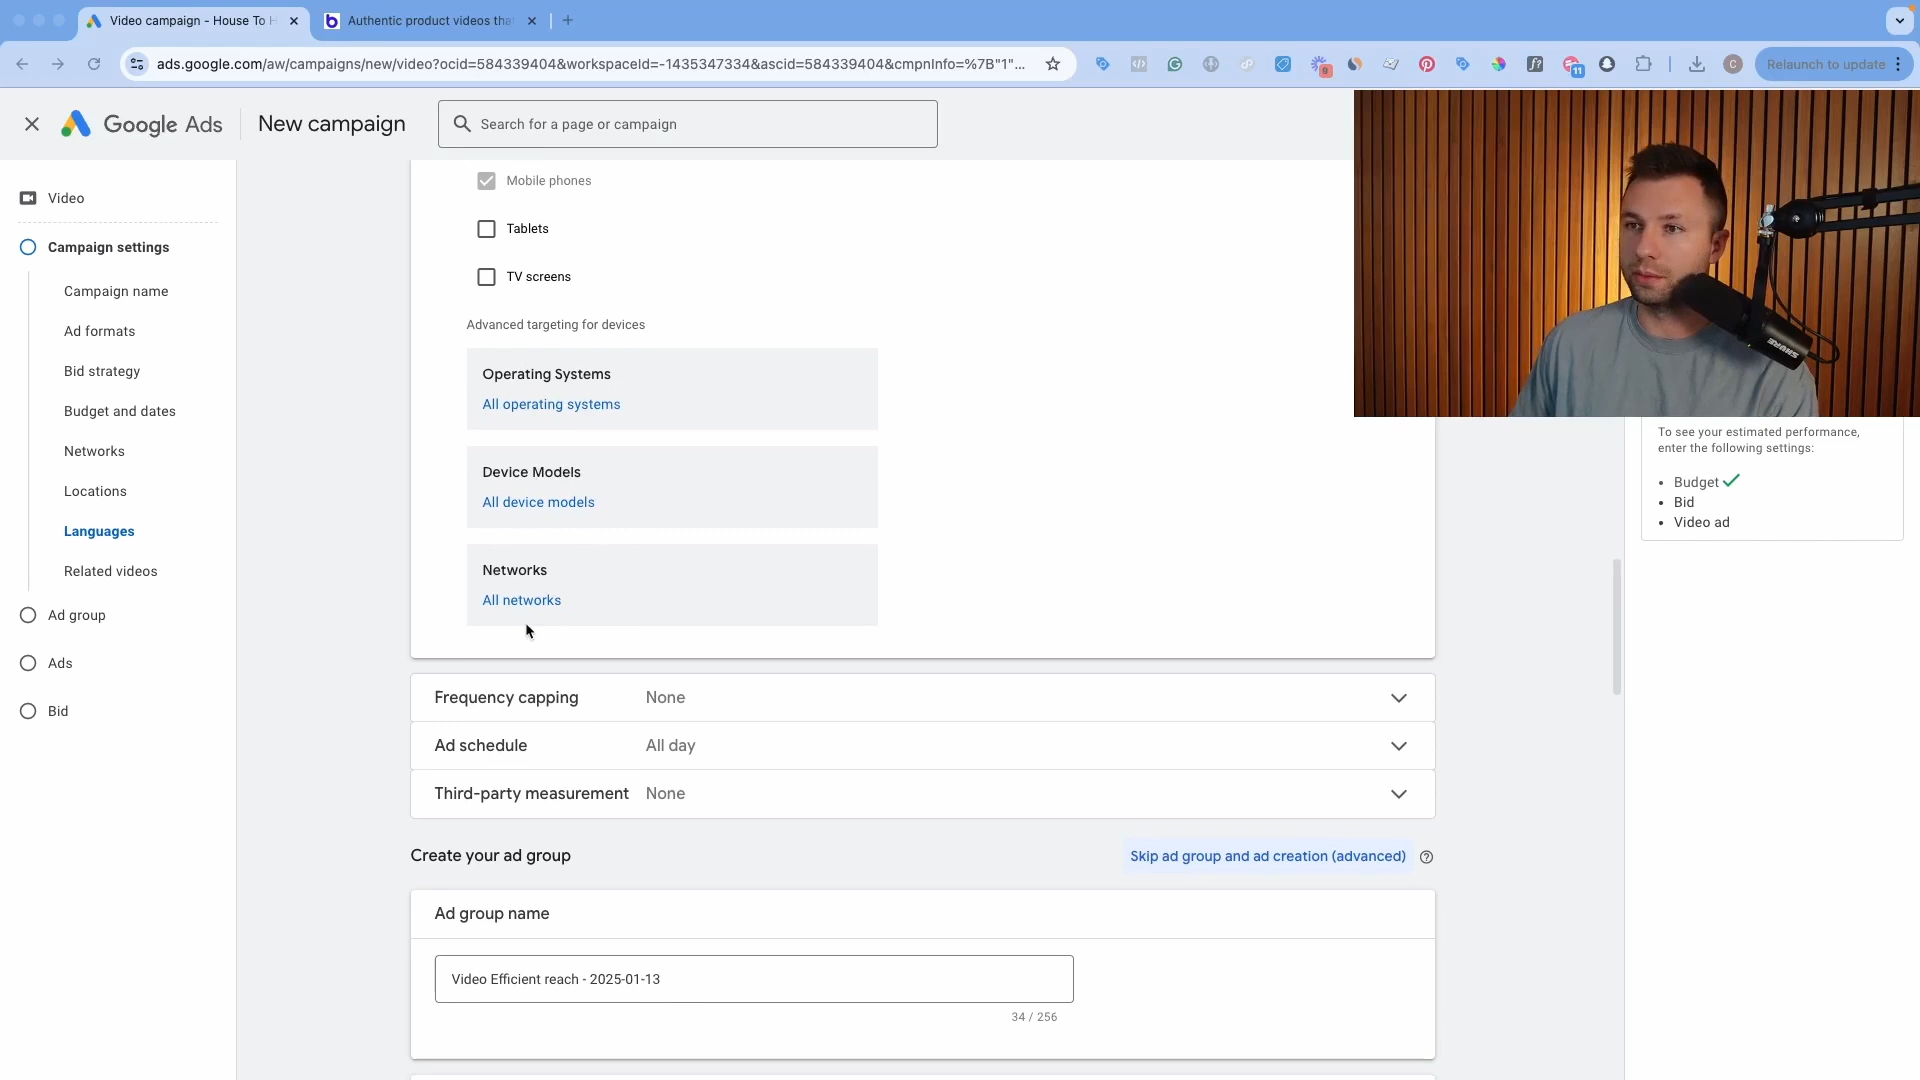 Video campaign - House To H
Authentic product videos tha
ads.google.com/aw/campaigns/new/video?ocid=584339404&workspaceId=-1435347334&ascid=584339404&cmpnInfo=%7B"1"...
9
f?
11
C
Relaunch to update
Google Ads
New campaign
Search for a page or campaign
Video
Campaign settings
Campaign name
Ad formats
Bid strategy
Budget and dates
Networks
Locations
Languages
Related videos
Ad group
Ads
Bid
Mobile phones
Tablets
TV screens
Advanced targeting for devices
Operating Systems
All operating systems
Device Models
All device models
Networks
All networks
Frequency capping None
Ad schedule All day
Third-party measurement None
Create your ad group
Skip ad group and ad creation (advanced)
Ad group name
Video Efficient reach - 2025-01-13
34 / 256
SHURE
To see your estimated performance,
enter the following settings:
• Budget
• Bid
• Video ad